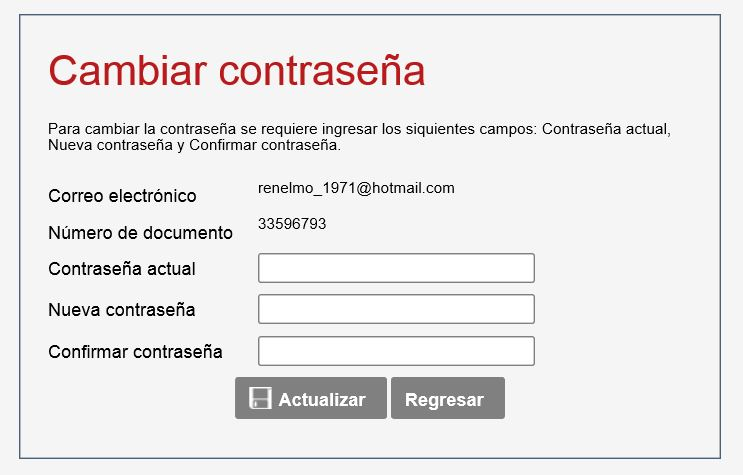 Cambiar contraseña
Para cambiar la contraseña se requiere ingresar los siquientes campos: Contraseña actual,
Nueva contraseña y Confirmar contraseña.
Correo electrónico renelmo_1971@hotmail.com
Número de documento 33596793
Contraseña actual
Nueva contraseña
Confirmar contraseña
Actualizar Regresar